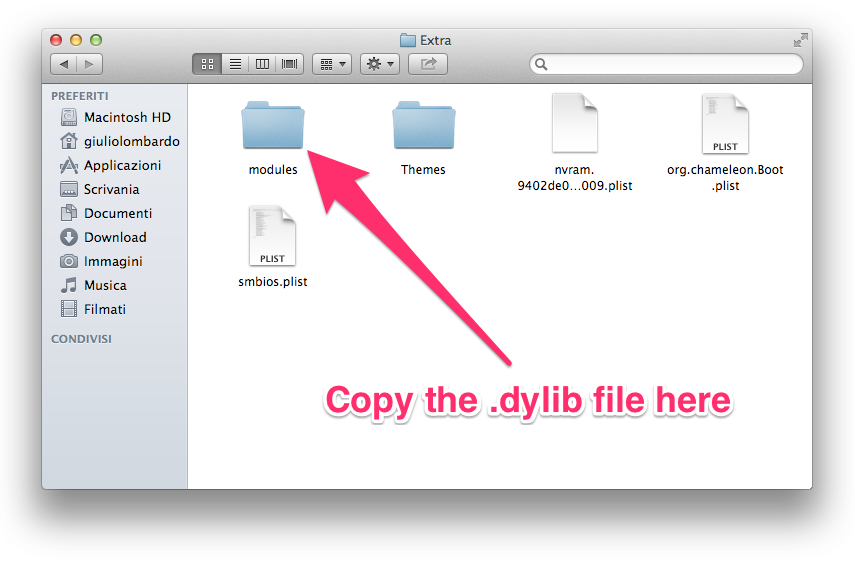 Extra
PREFERITI
Macintosh HD
giuliolombardo
Applicazioni
Scrivania
Documenti
Download
Immagini
Musica
Filmati
CONDIVISI
modules
Themes
nvram.
9402de0...009.plist
PLIST
org.chameleon.Boot
.plist
PLIST
smbios.plist
Copy the .dylib file here